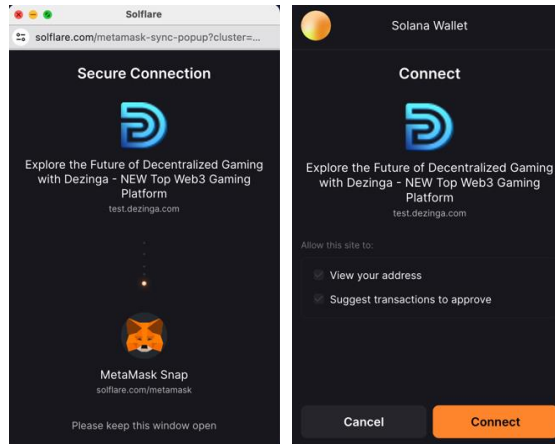 Solflare
solflare.com/metamask-sync-popup?cluster=...
Secure Connection
Explore the Future of Decentralized Gaming
with Dezinga - NEW Top Web3 Gaming
Platform
test.dezinga.com
MetaMask Snap
solflare.com/metamask
Please keep this window open
Solana Wallet
Connect
Explore the Future of Decentralized Gaming
with Dezinga - NEW Top Web3 Gaming
Platform
test.dezinga.com
Allow this site to:
View your address
Suggest transactions to approve
Cancel
Connect